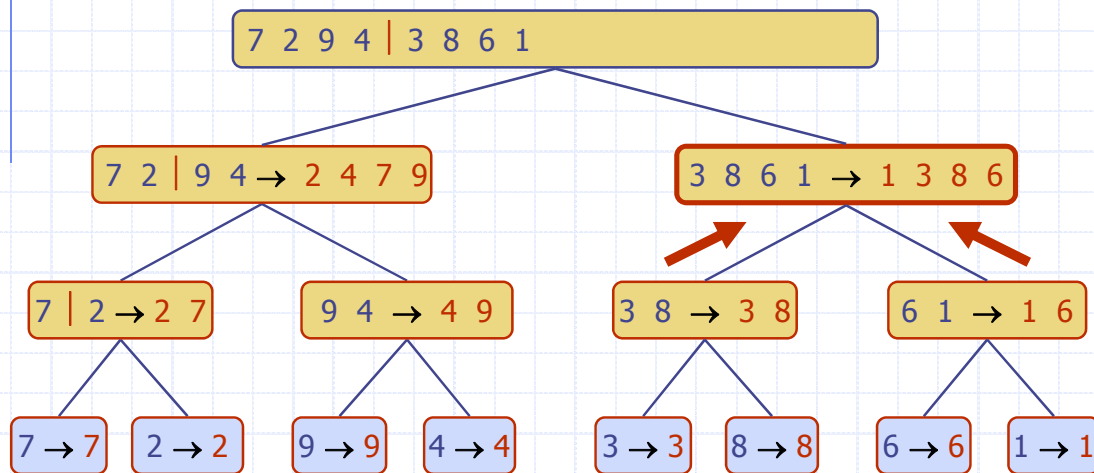 7 2 9 4 | 3 8 6 1
7 2 | 9 4 → 2 4 7 9
3 8 6 1 → 1 3 8 6
7 | 2 → 2 7
9 4 → 4 9
3 8 → 3 8
6 1 → 1 6
7 → 7
2 → 2
9 → 9
4 → 4
3 → 3
8 → 8
6 → 6
1 → 1